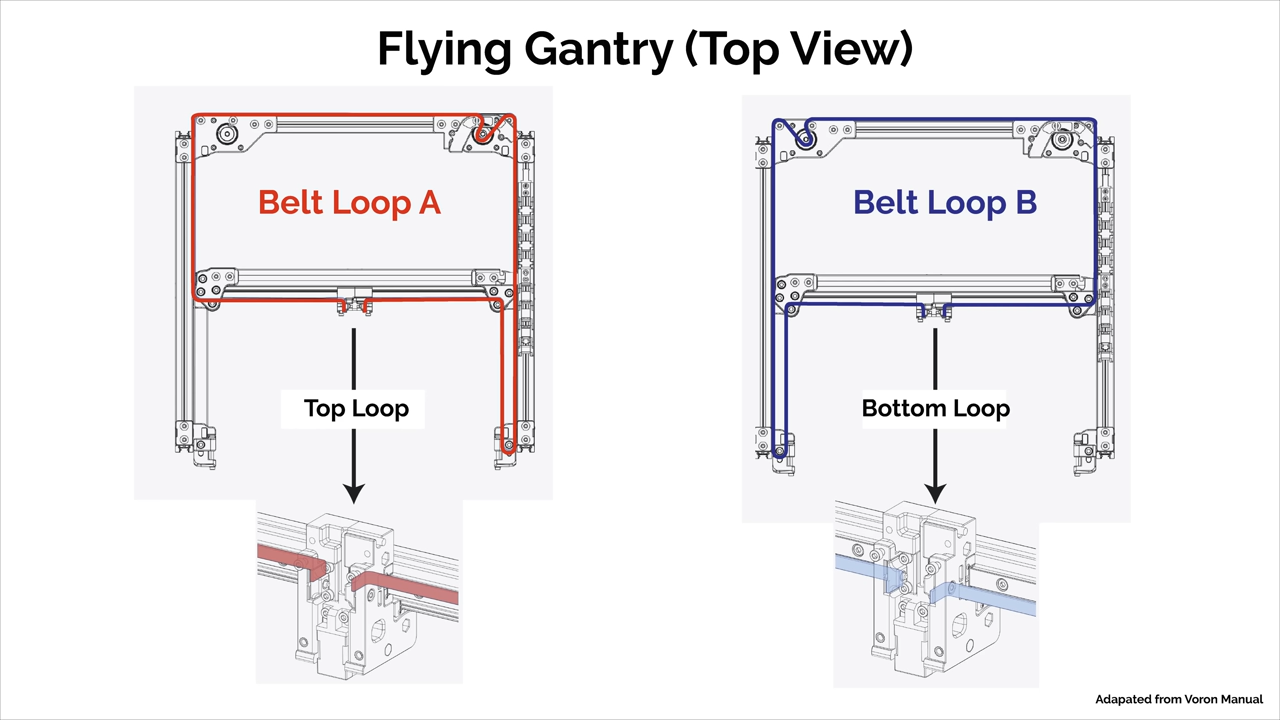 Flying Gantry (Top View)
Belt Loop A
Belt Loop B
Top Loop
Bottom Loop
Adapated from Voron Manual